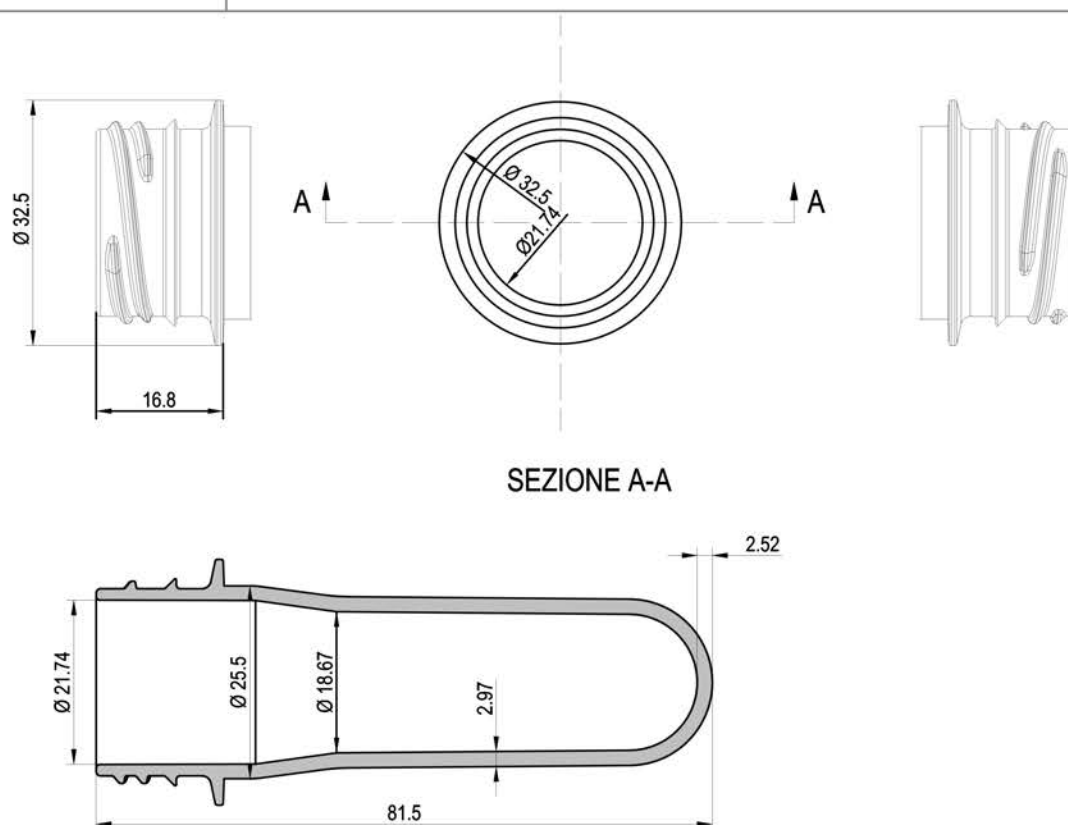 Ø 32.5
16.8
A
Ø 32.5
Ø21.74
A
SEZIONE A-A
2.52
Ø 21.74
Ø 25.5
Ø 18.67
2.97
81.5